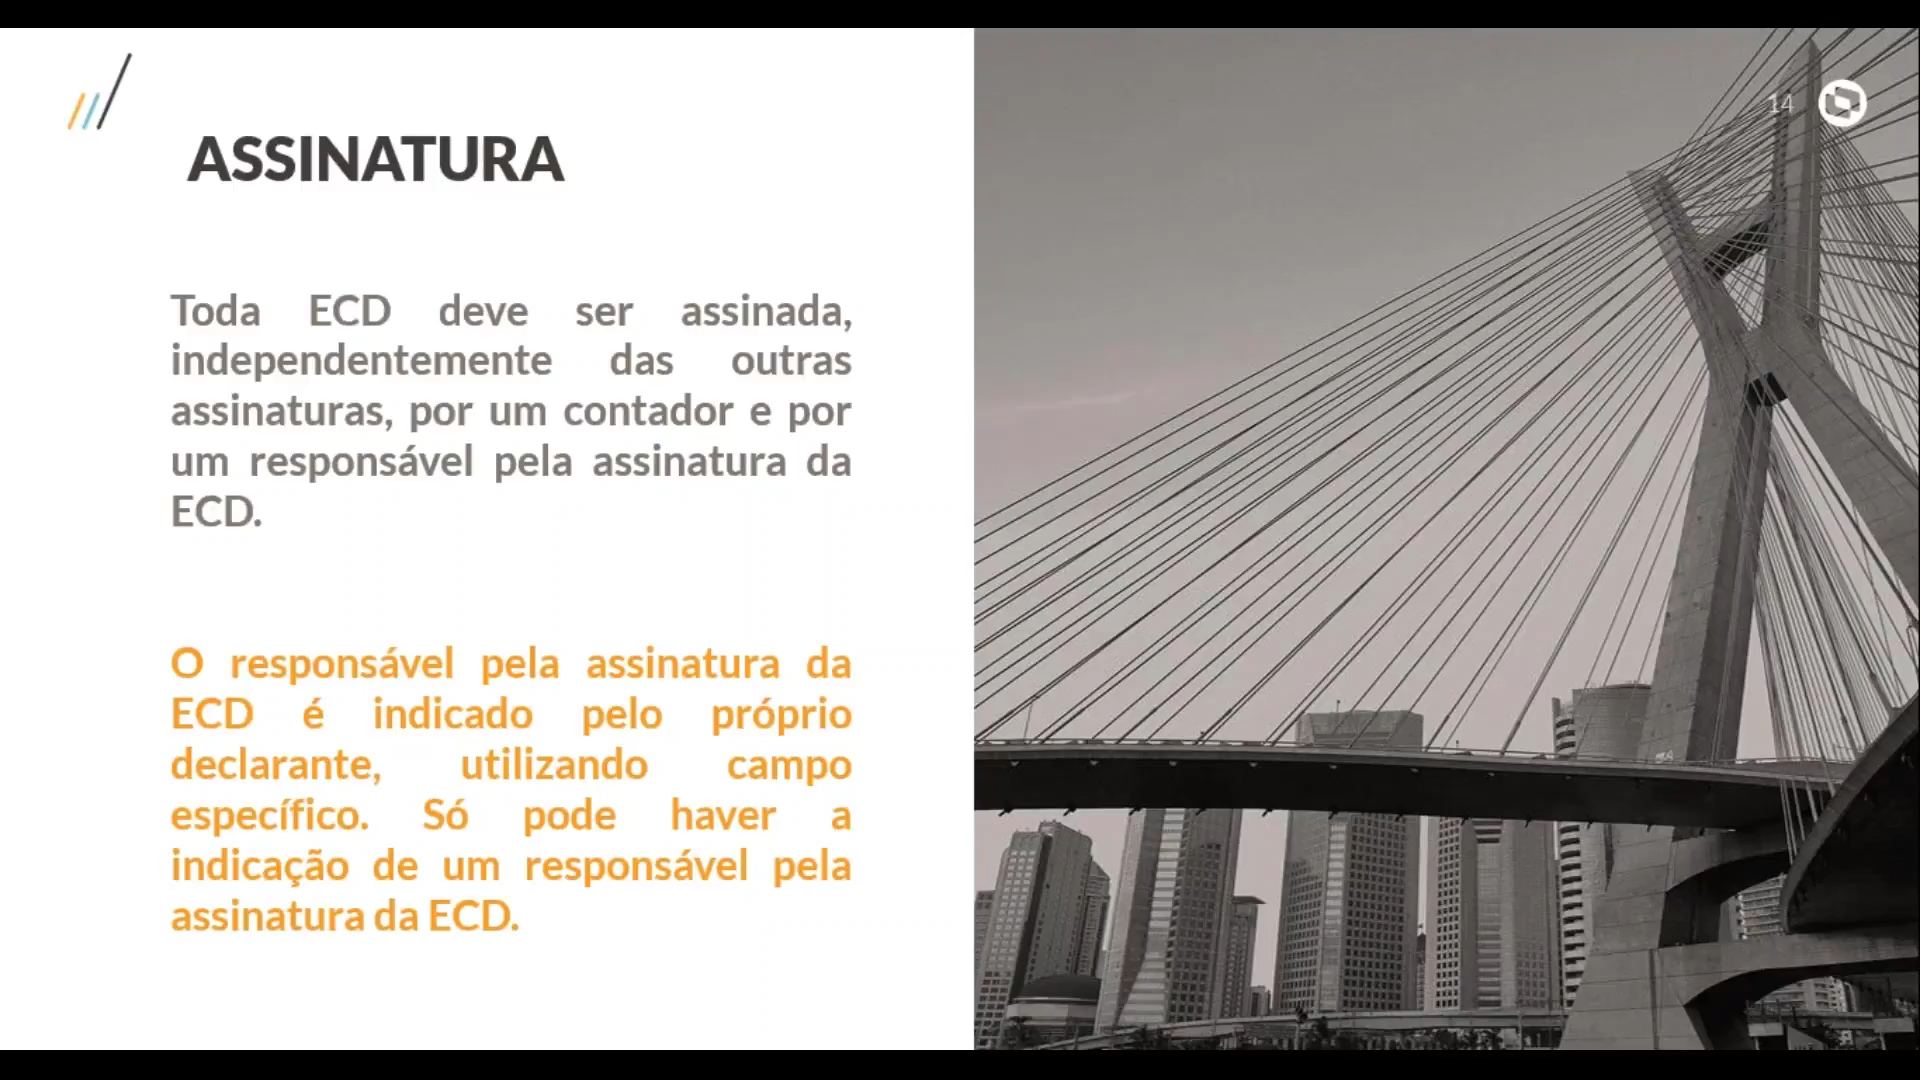 14
ASSINATURA
Toda ECD deve ser assinada,
independentemente das outras
assinaturas, por um contador e por
um responsável pela assinatura da
ECD.
O responsável pela assinatura da
ECD é indicado pelo próprio
declarante, utilizando campo
específico. Só pode haver a
indicação de um responsável pela
assinatura da ECD.